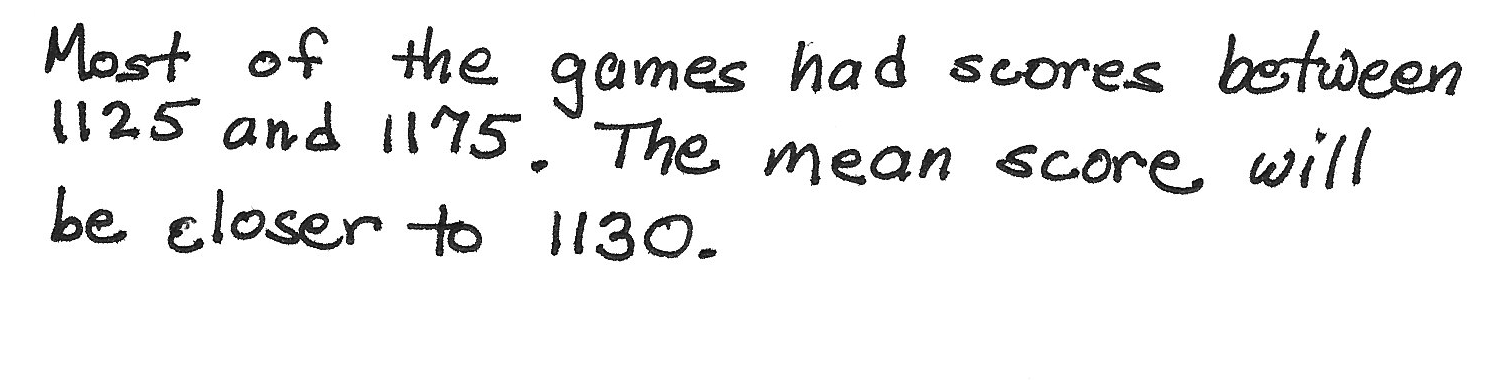 Most of the games had scores between
1125 and 1175. The mean score will
be closer to 1130.